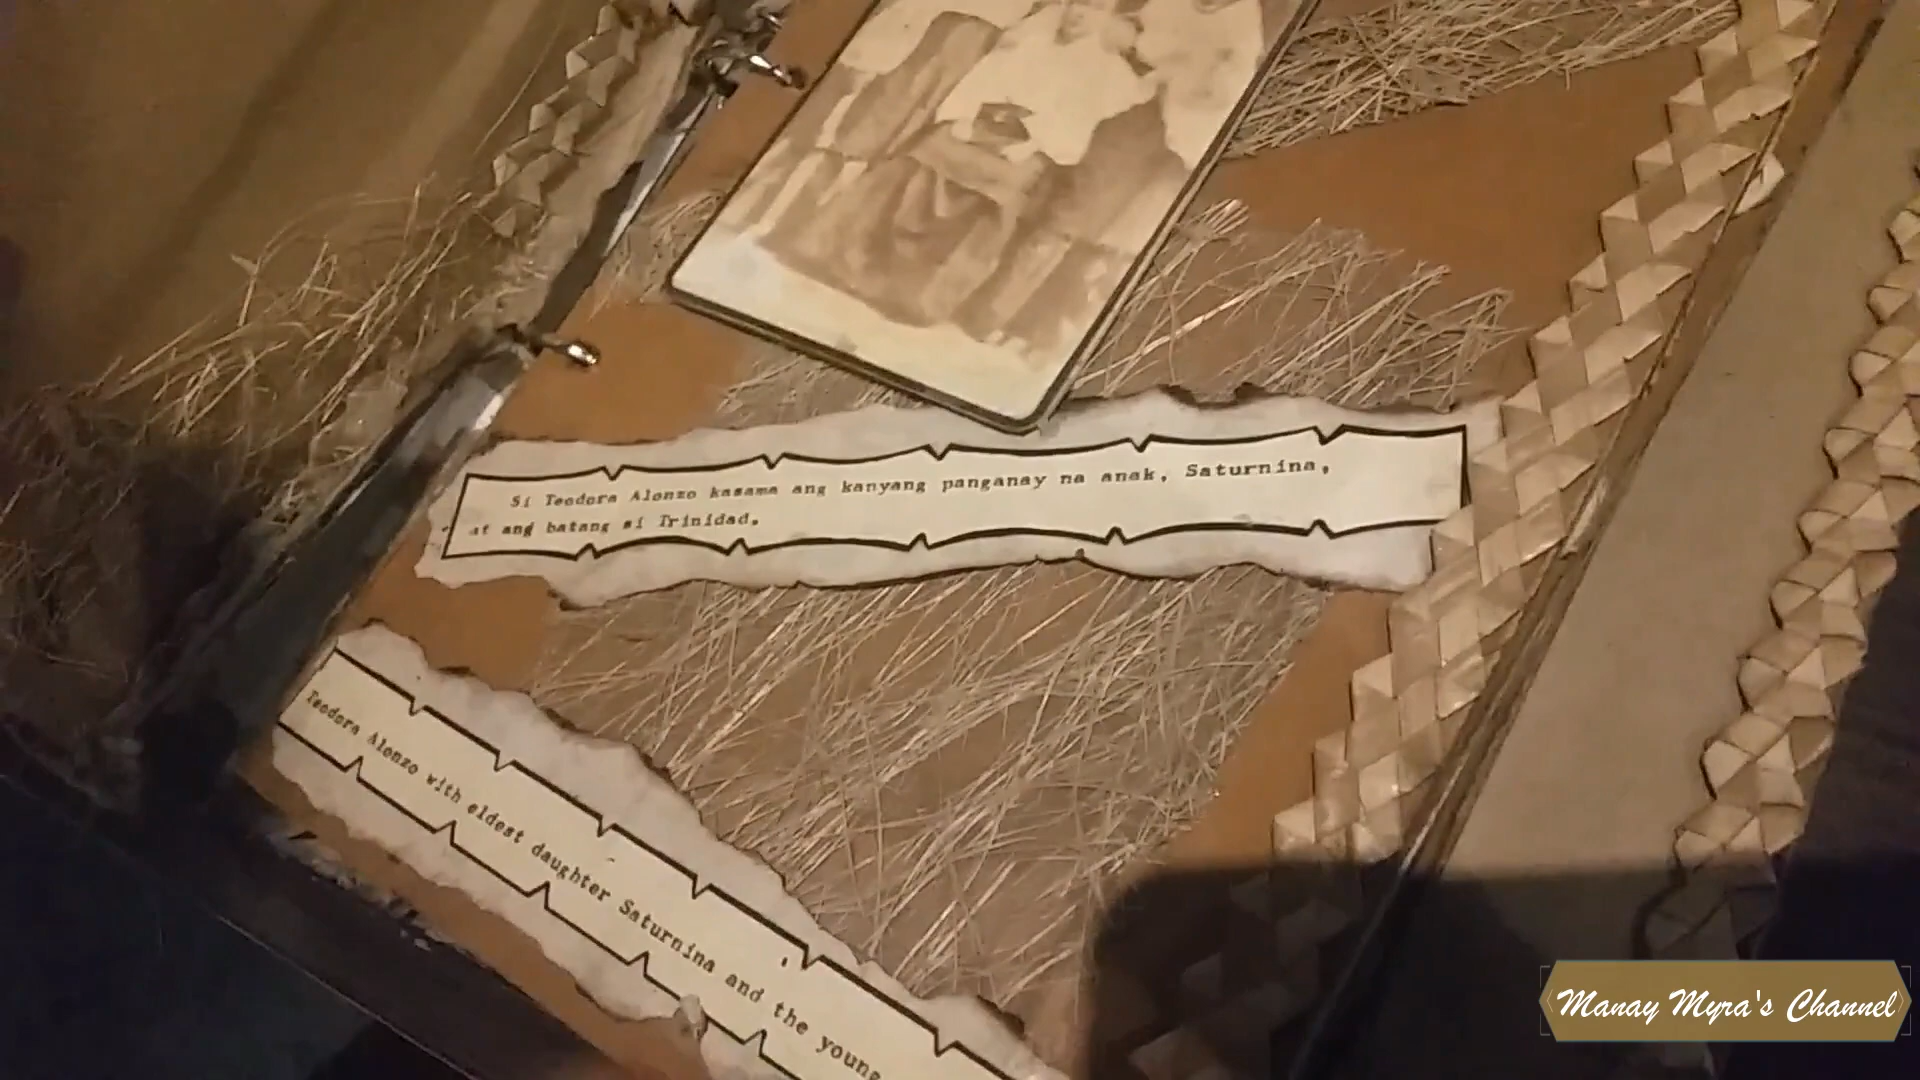 Si Teodora Alonzo kasama ang kanyang panganay na anak, Saturnina,
at ang batang si Trinidad.
Teodora Alonzo with eldest daughter Saturnina and the young
Manay Myra's Channel